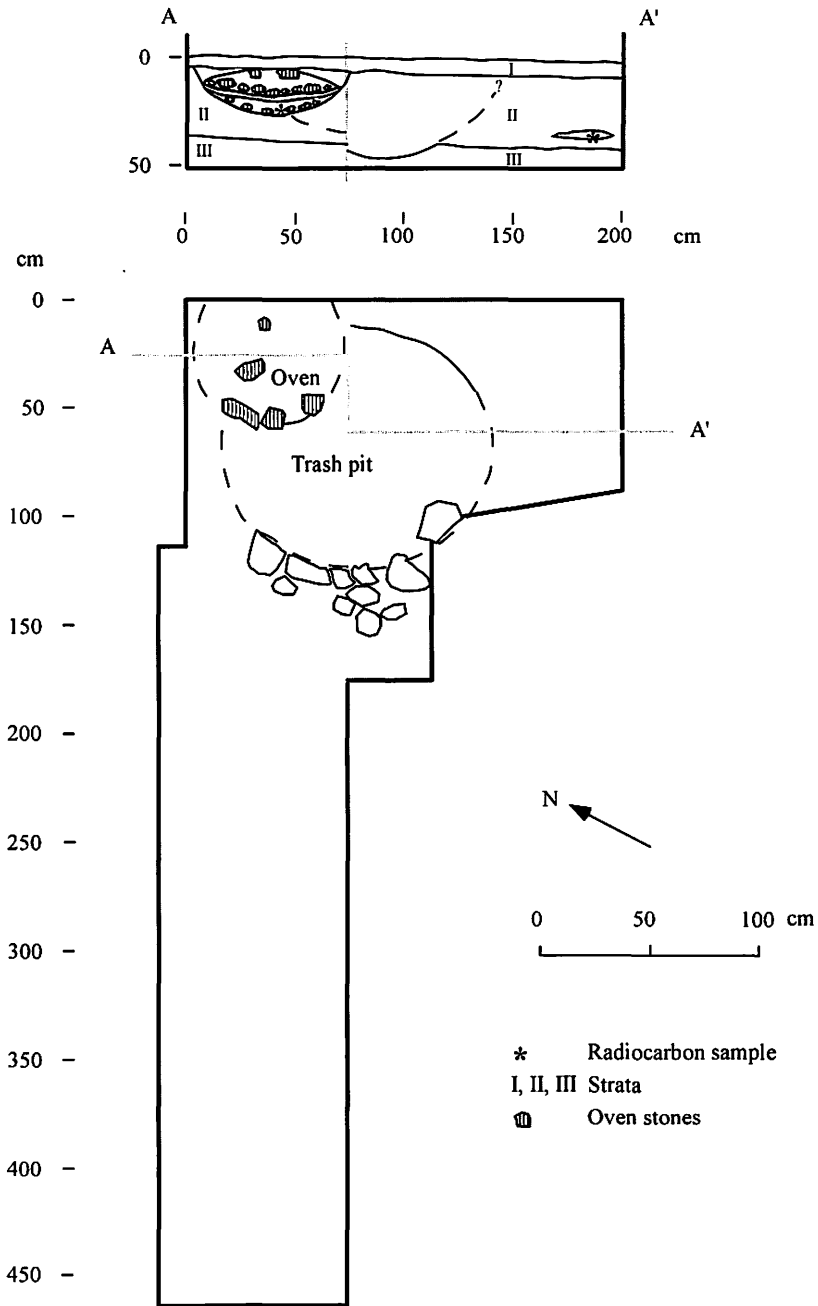 A A'
0
I
?
II II
III III
50
0 50 100 150 200 cm
cm
0
A
Oven
50
A'
Trash pit
100
150
200
N
250
0 50 100 cm
300
* Radiocarbon sample
350
I, II, III Strata
Oven stones
400
450